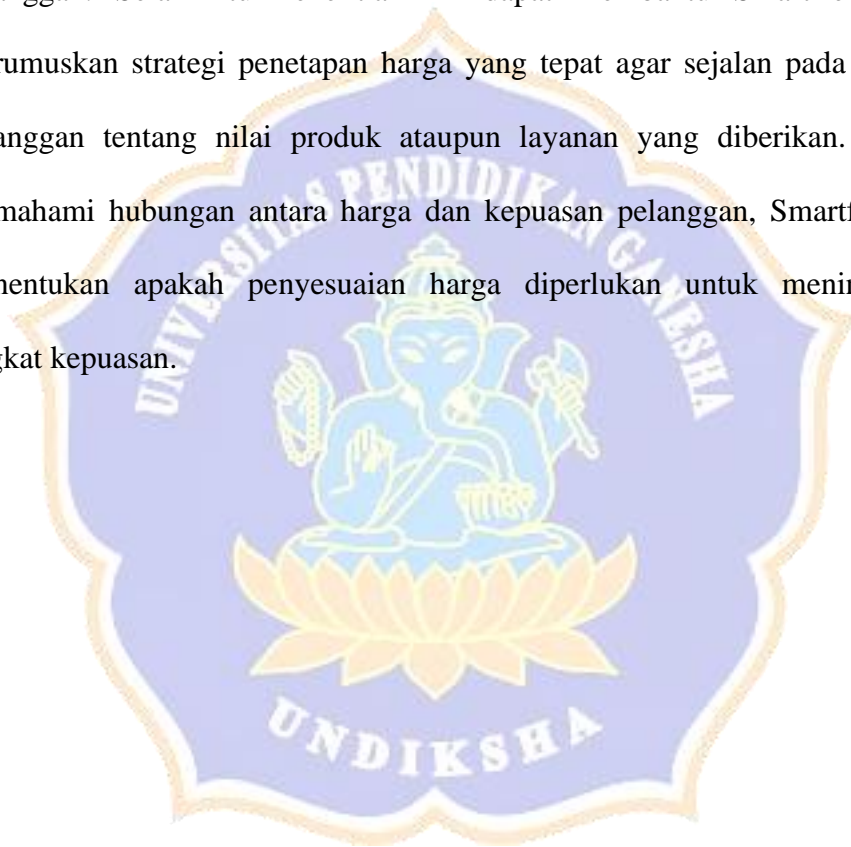 rumuskan strategi penetapan harga yang tepat agar sejalan pada
anggan tentang nilai produk ataupun layanan yang diberikan.
mahami hubungan antara harga dan kepuasan pelanggan, Smartf
nentukan apakah penyesuaian harga diperlukan untuk menin
gkat kepuasan.
UNIVERSITAS PENDIDIKAN GANESHA
UNDIKSHA